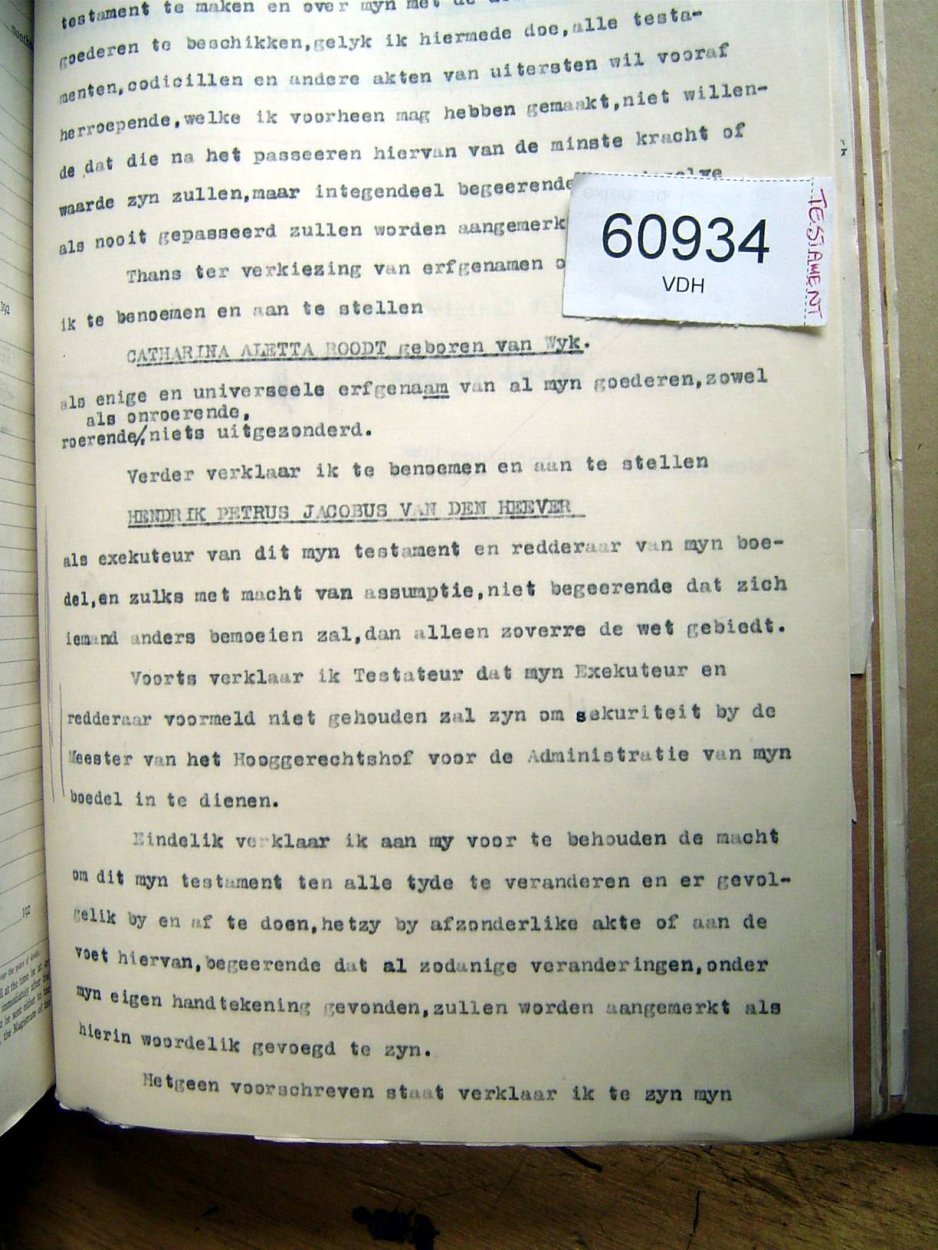 testament te maken en over myn met de
goederen te beschikken,gelyk ik hiermede doe,alle testa-
menten,codicillen en andere akten van uitersten wil vooraf
herroepende,welke ik voorheen mag hebben gemaakt,niet willen-
de dat die na het passeeren hiervan van de minste kracht of
waarde zyn zullen,maar integendeel begeerende
als nooit gepasseerd zullen worden aangemerk
Thans ter verkiezing van erfgenamen o
ik te benoemen en aan te stellen
CATHARINA ALETTA ROODT geboren van Wyk.
als enige en universeele erfgenaam van al myn goederen,zowel
als onroerende,
roerende/,niets uitgezonderd.
Verder verklaar ik te benoemen en aan te stellen
HENDRIK PETRUS JACOBUS VAN DEN HEEVER
als exekuteur van dit myn testament en redderaar van myn boe-
del,en zulks met macht van assumptie,niet begeerende dat zich
iemand anders bemoeien zal,dan alleen zoverre de wet gebiedt.
Voorts verklaar ik Testateur dat myn Exekuteur en
redderaar voormeld niet gehouden zal zyn om sekuriteit by de
Meester van het Hooggerechtshof voor de Administratie van myn
boedel in te dienen.
Eindelik verklaar ik aan my voor te behouden de macht
om dit myn testament ten alle tyde te veranderen en er gevol-
gelik by en af te doen,hetzy by afzonderlike akte of aan de
voet hiervan,begeerende dat al zodanige veranderingen,onder
myn eigen handtekening gevonden,zullen worden aangemerkt als
hierin woordelik gevoegd te zyn.
Hetgeen voorschreven staat verklaar ik te zyn myn
60934
VDH
TESTAMENT
192
192